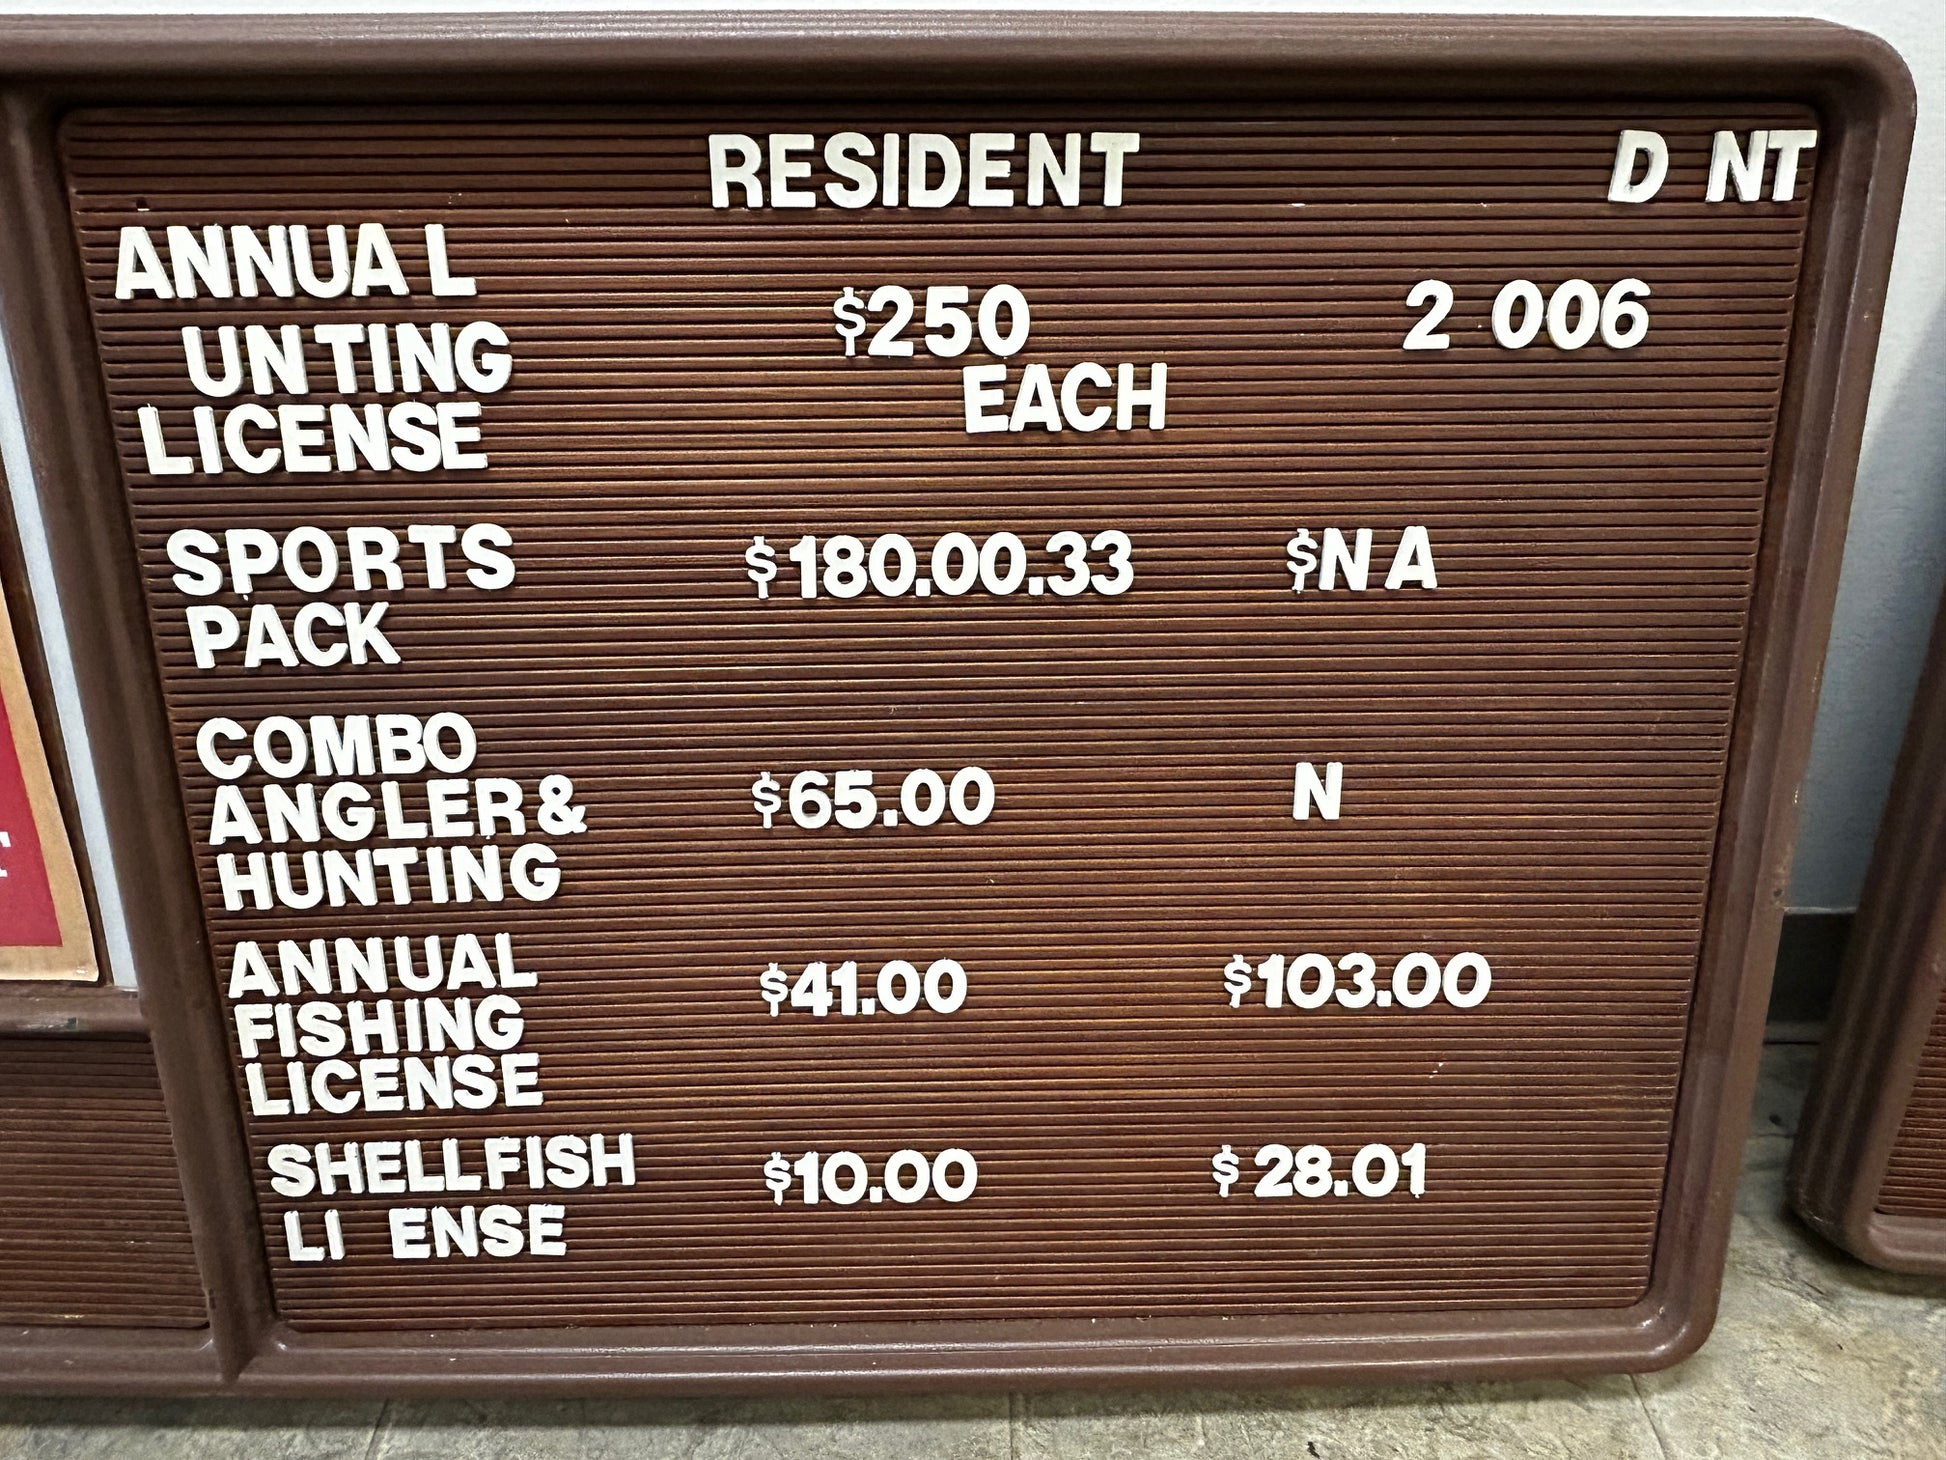 RESIDENT D NT
ANNUAL
UNTING $250 2 006
LICENSE EACH
SPORTS $180.00.33 $NA
PACK
COMBO
ANGLER & $65.00 N
HUNTING
ANNUAL $41.00 $103.00
FISHING
LICENSE
SHELLFISH $10.00 $28.01
LI ENSE